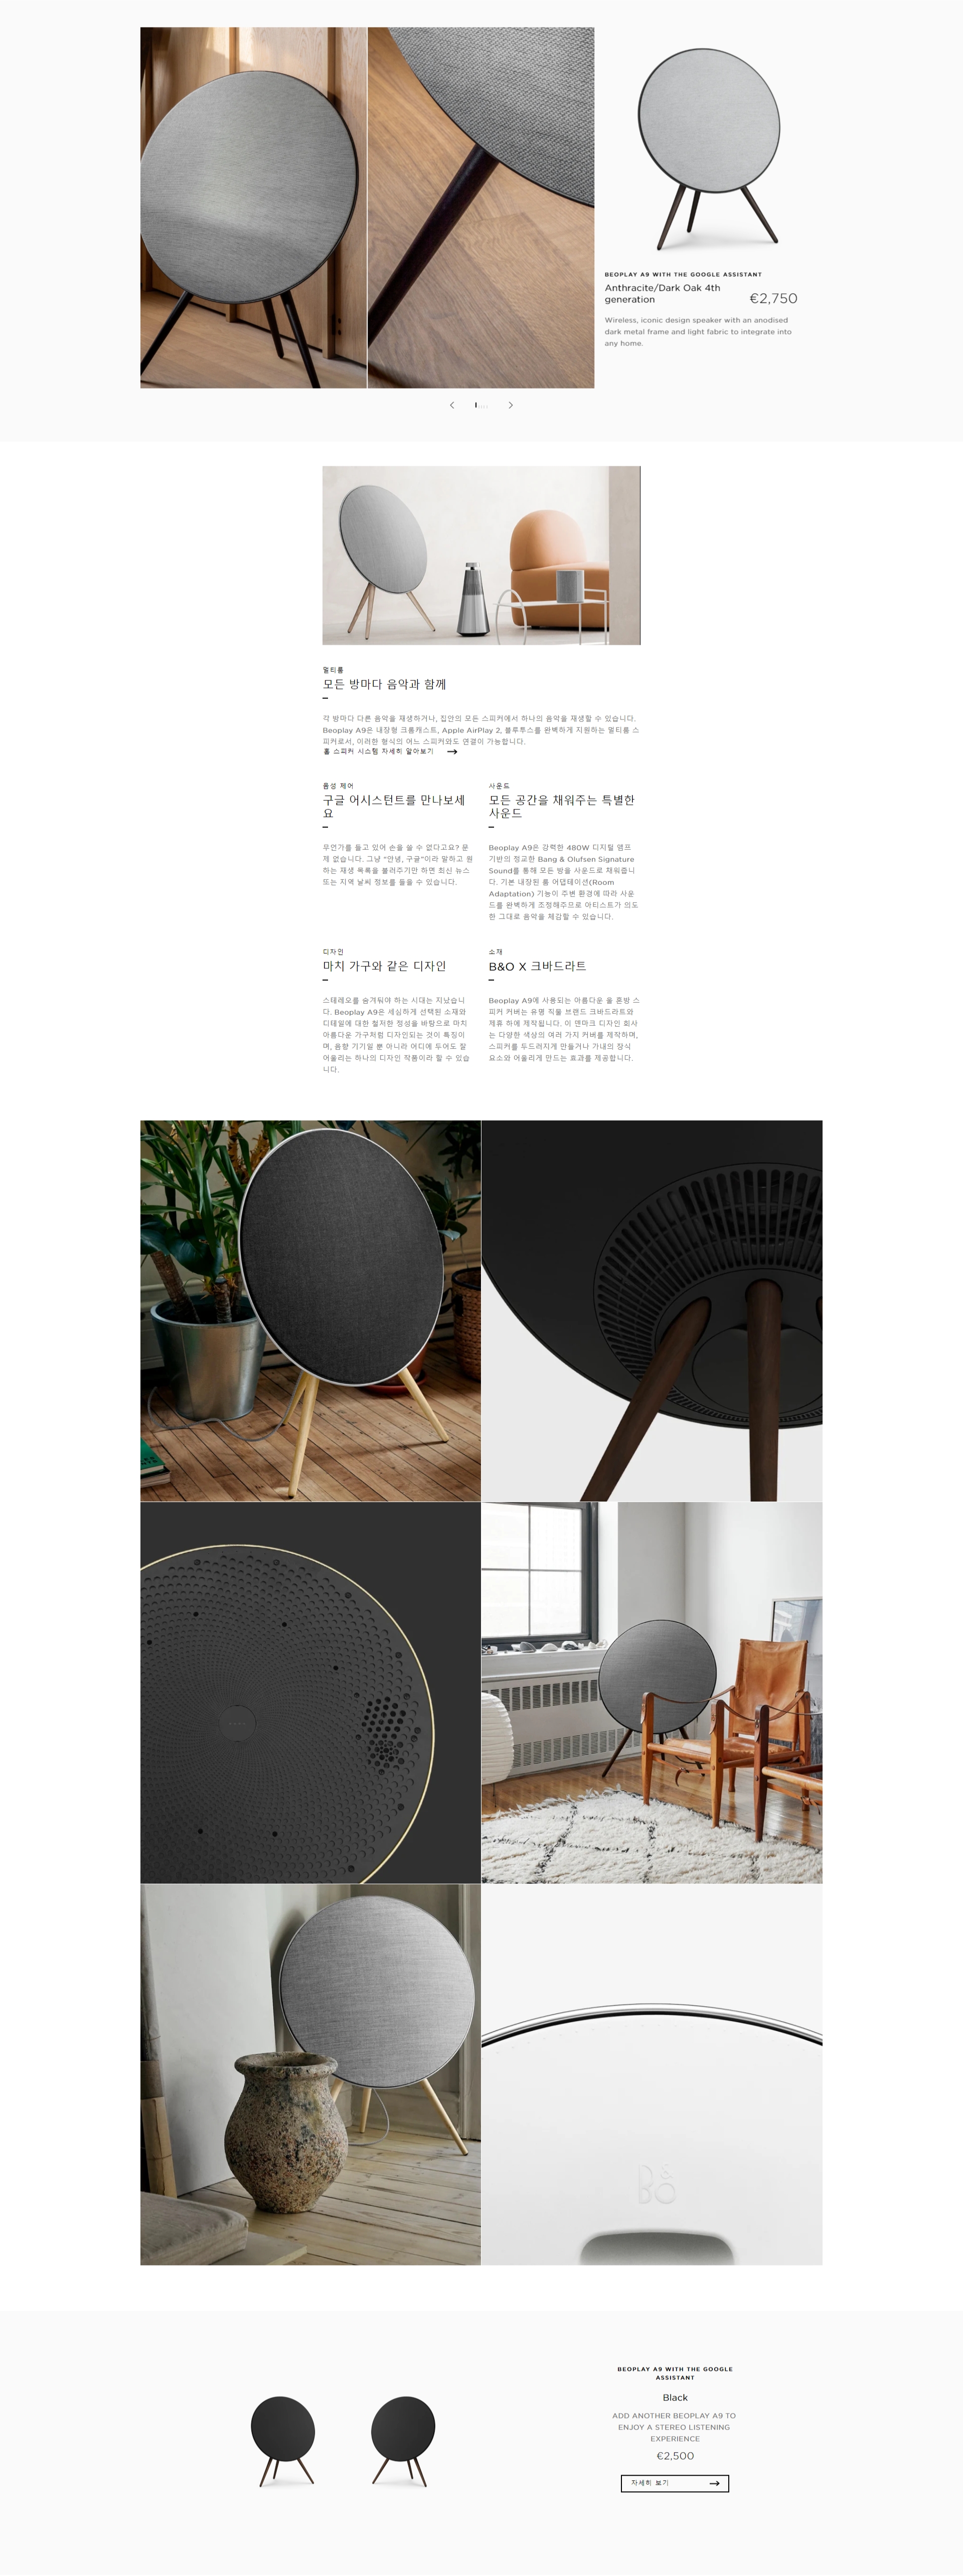 BEOPLAY A9 WITH THE GOOGLE ASSISTANT
Anthracite/Dark Oak 4th
generation
€2,750
Wireless, iconic design speaker with an anodised
dark metal frame and light fabric to integrate into
any home.
멀티룸
모든 방마다 음악과 함께
각 방마다 다른 음악을 재생하거나, 집안의 모든 스피커에서 하나의 음악을 재생할 수 있습니다.
Beoplay A9은 내장형 크롬캐스트, Apple AirPlay 2, 블루투스를 완벽하게 지원하는 멀티룸 스
피커로서, 이러한 형식의 어느 스피커와도 연결이 가능합니다.
홈 스피커 시스템 자세히 알아보기
음성 제어
구글 어시스턴트를 만나보세
요
무언가를 들고 있어 손을 쓸 수 없다고요? 문
제 없습니다. 그냥 “안녕, 구글”이라 말하고 원
하는 재생 목록을 불러주기만 하면 최신 뉴스
또는 지역 날씨 정보를 들을 수 있습니다.
사운드
모든 공간을 채워주는 특별한
사운드
Beoplay A9은 강력한 480W 디지털 앰프
기반의 정교한 Bang & Olufsen Signature
Sound를 통해 모든 방을 사운드로 채워줍니
다. 기본 내장된 룸 어댑테이션(Room
Adaptation) 기능이 주변 환경에 따라 사운
드를 완벽하게 조정해주므로 아티스트가 의도
한 그대로 음악을 체감할 수 있습니다.
디자인
마치 가구와 같은 디자인
스테레오를 숨겨둬야 하는 시대는 지났습니
다. Beoplay A9은 세심하게 선택된 소재와
디테일에 대한 철저한 정성을 바탕으로 마치
아름다운 가구처럼 디자인되는 것이 특징이
며, 음향 기기일 뿐 아니라 어디에 두어도 잘
어울리는 하나의 디자인 작품이라 할 수 있습
니다.
소재
B&O X 크바드라트
Beoplay A9에 사용되는 아름다운 울 혼방 스
피커 커버는 유명 직물 브랜드 크바드라트와
제휴 하에 제작됩니다. 이 덴마크 디자인 회사
는 다양한 색상의 여러 가지 커버를 제작하며,
스피커를 두드러지게 만들거나 가내의 장식
요소와 어울리게 만드는 효과를 제공합니다.
B&O
BEOPLAY A9 WITH THE GOOGLE
ASSISTANT
Black
ADD ANOTHER BEOPLAY A9 TO
ENJOY A STEREO LISTENING
EXPERIENCE
€2,500
자세히 보기